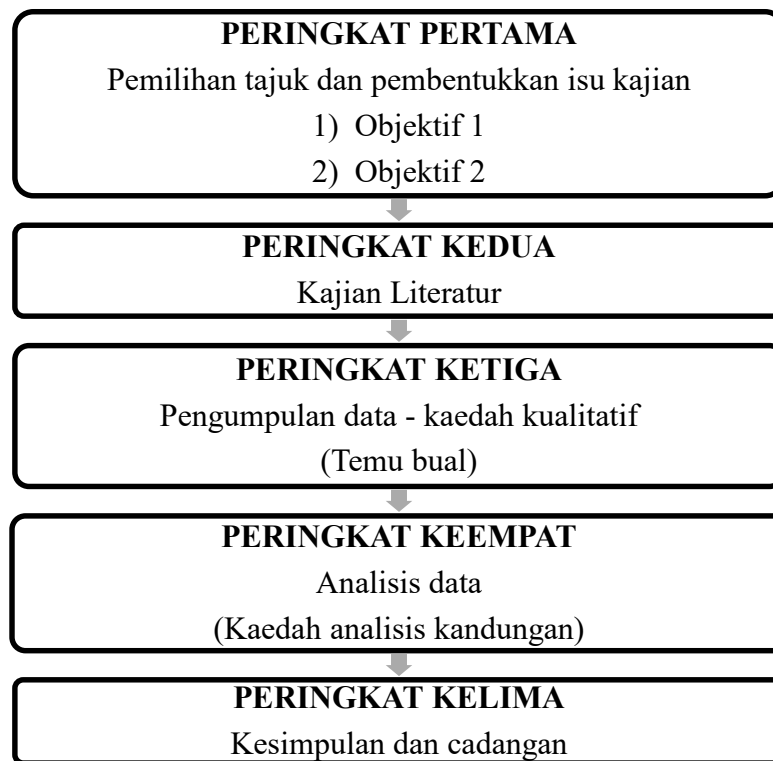 PERINGKAT PERTAMA
Pemilihan tajuk dan pembentukkan isu kajian
1) Objektif 1
2) Objektif 2
PERINGKAT KEDUA
Kajian Literatur
PERINGKAT KETIGA
Pengumpulan data - kaedah kualitatif
(Temu bual)
PERINGKAT KEEMPAT
Analisis data
(Kaedah analisis kandungan)
PERINGKAT KELIMA
Kesimpulan dan cadangan